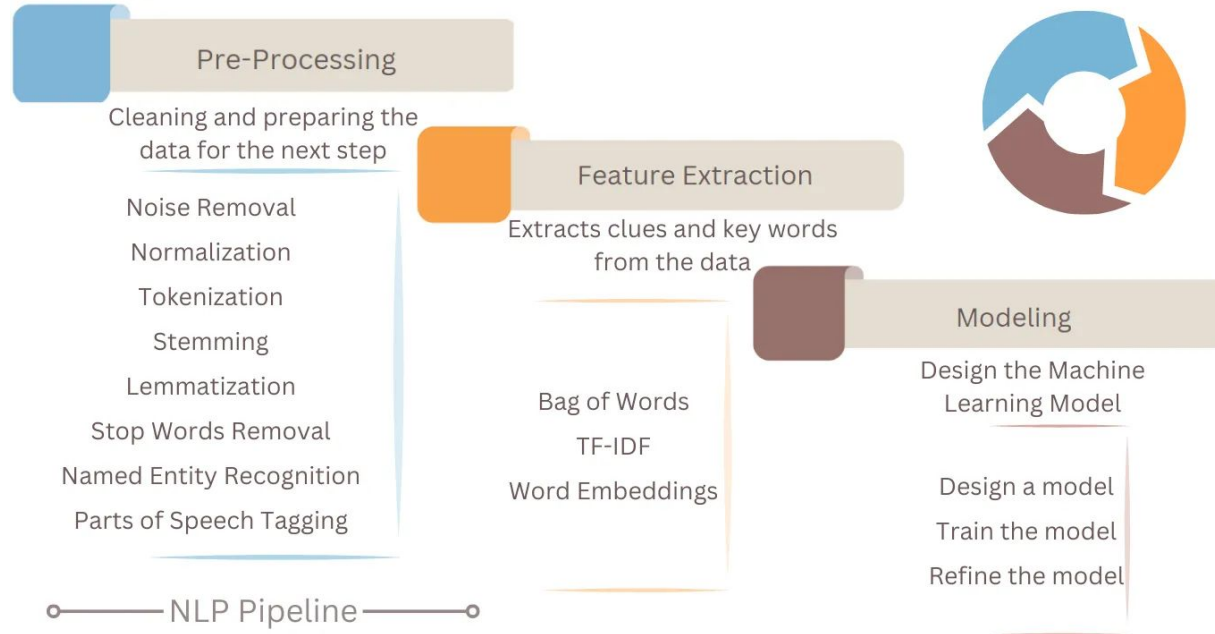 Pre-Processing
Cleaning and preparing the
data for the next step
Noise Removal
Normalization
Tokenization
Stemming
Lemmatization
Stop Words Removal
Named Entity Recognition
Parts of Speech Tagging
Feature Extraction
Extracts clues and key words
from the data
Bag of Words
TF-IDF
Word Embeddings
Modeling
Design the Machine
Learning Model
Design a model
Train the model
Refine the model
NLP Pipeline